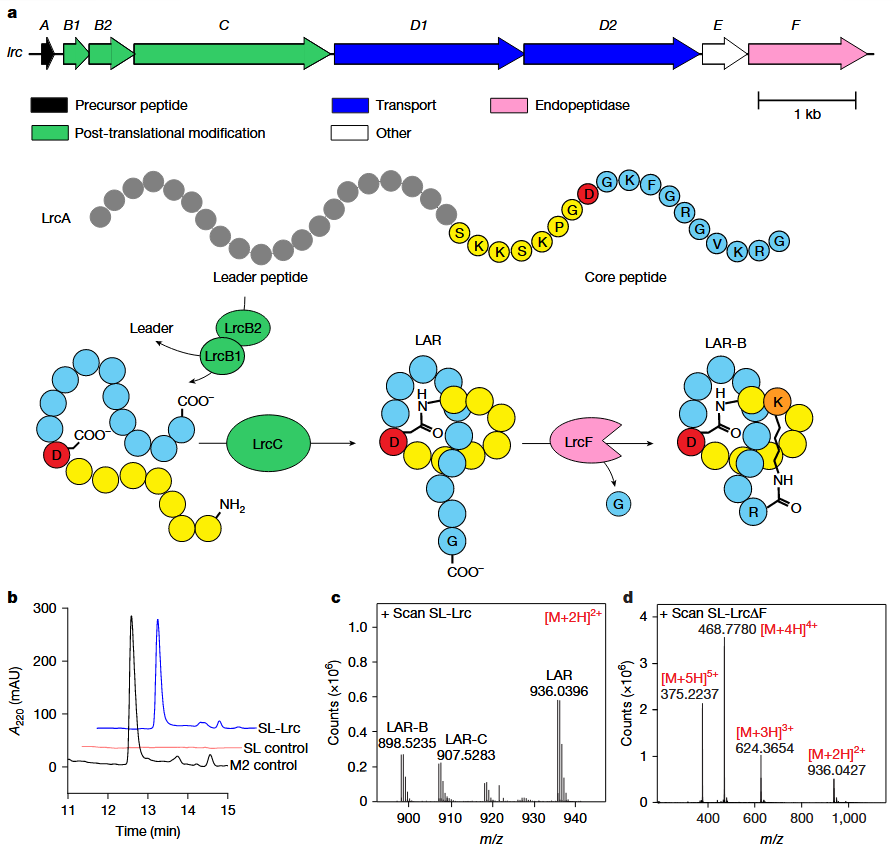 a
A B1 B2 C D1 D2 E F
lrc
Precursor peptide
Transport
Endopeptidase
Post-translational modification
Other
1 kb
LrcA
S K K S K P G D G K F G R G V K R G
Leader peptide
Core peptide
Leader
LrcB2
LrcB1
COO⁻
COO⁻
D
NH₂
LrcC
LAR
H
N
O
D
G
COO⁻
LrcF
G
LAR-B
H
N
K
O
D
NH
R
O
b
300
200
100
0
A₂₂₀ (mAU)
SL-Lrc
SL control
M2 control
11 12 13 14 15
Time (min)
c
+ Scan SL-Lrc
[M+2H]²⁺
1.0
0.8
0.6
0.4
0.2
0
Counts (×10⁶)
LAR
936.0396
LAR-B
898.5235
LAR-C
907.5283
900 910 920 930 940
m/z
d
+ Scan SL-LrcΔF
468.7780 [M+4H]⁴⁺
[M+5H]⁵⁺
375.2237
[M+3H]³⁺
624.3654
[M+2H]²⁺
936.0427
4
3
2
1
0
Counts (×10⁶)
400 600 800 1,000
m/z